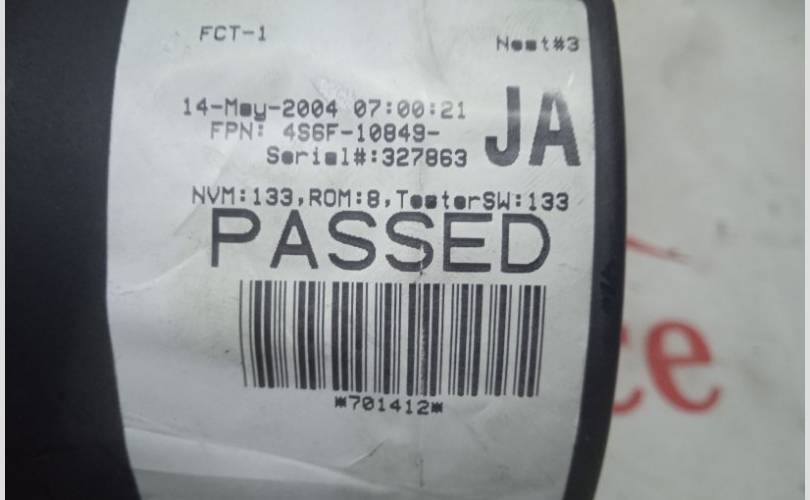 FCT-1
Nest#3
14-May-2004 07:00:21
FPN: 4S6F-10849-
JA
Serial#:327863
NVM:133,ROM:8,TesterSW:133
PASSED
*701412*